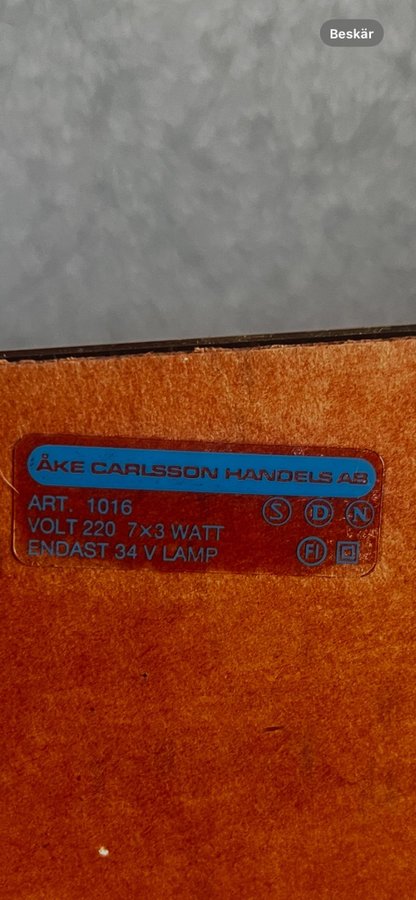 Beskär
ÅKE CARLSSON HANDELS AB
ART. 1016 S D N
VOLT 220 7×3 WATT
ENDAST 34 V LAMP FI